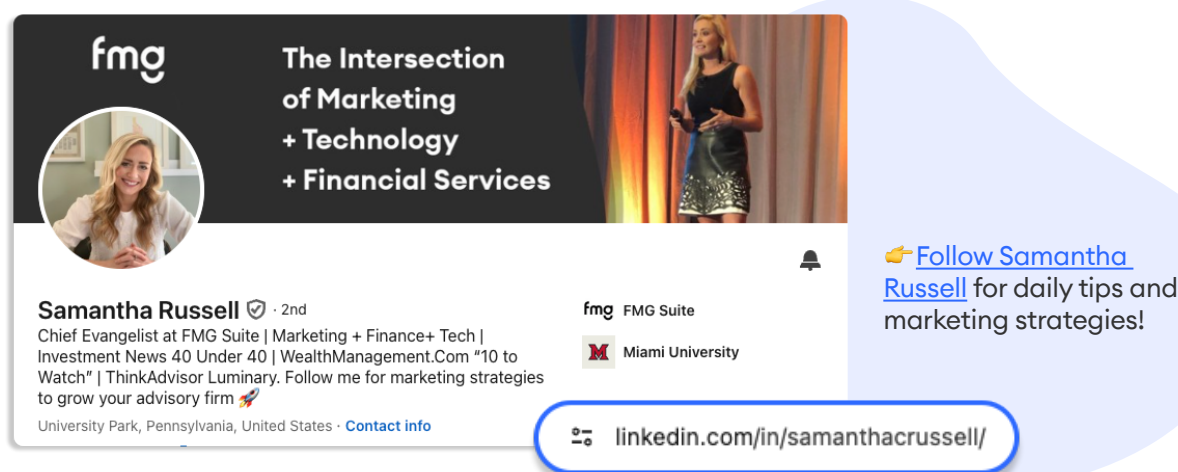 fmg
The Intersection
of Marketing
+ Technology
+ Financial Services
Samantha Russell · 2nd
Chief Evangelist at FMG Suite | Marketing + Finance+ Tech |
Investment News 40 Under 40 | WealthManagement.Com “10 to
Watch” | ThinkAdvisor Luminary. Follow me for marketing strategies
to grow your advisory firm 🚀
University Park, Pennsylvania, United States · Contact info
fmg FMG Suite
M Miami University
linkedin.com/in/samanthacrussell/
👉Follow Samantha
Russell for daily tips and
marketing strategies!